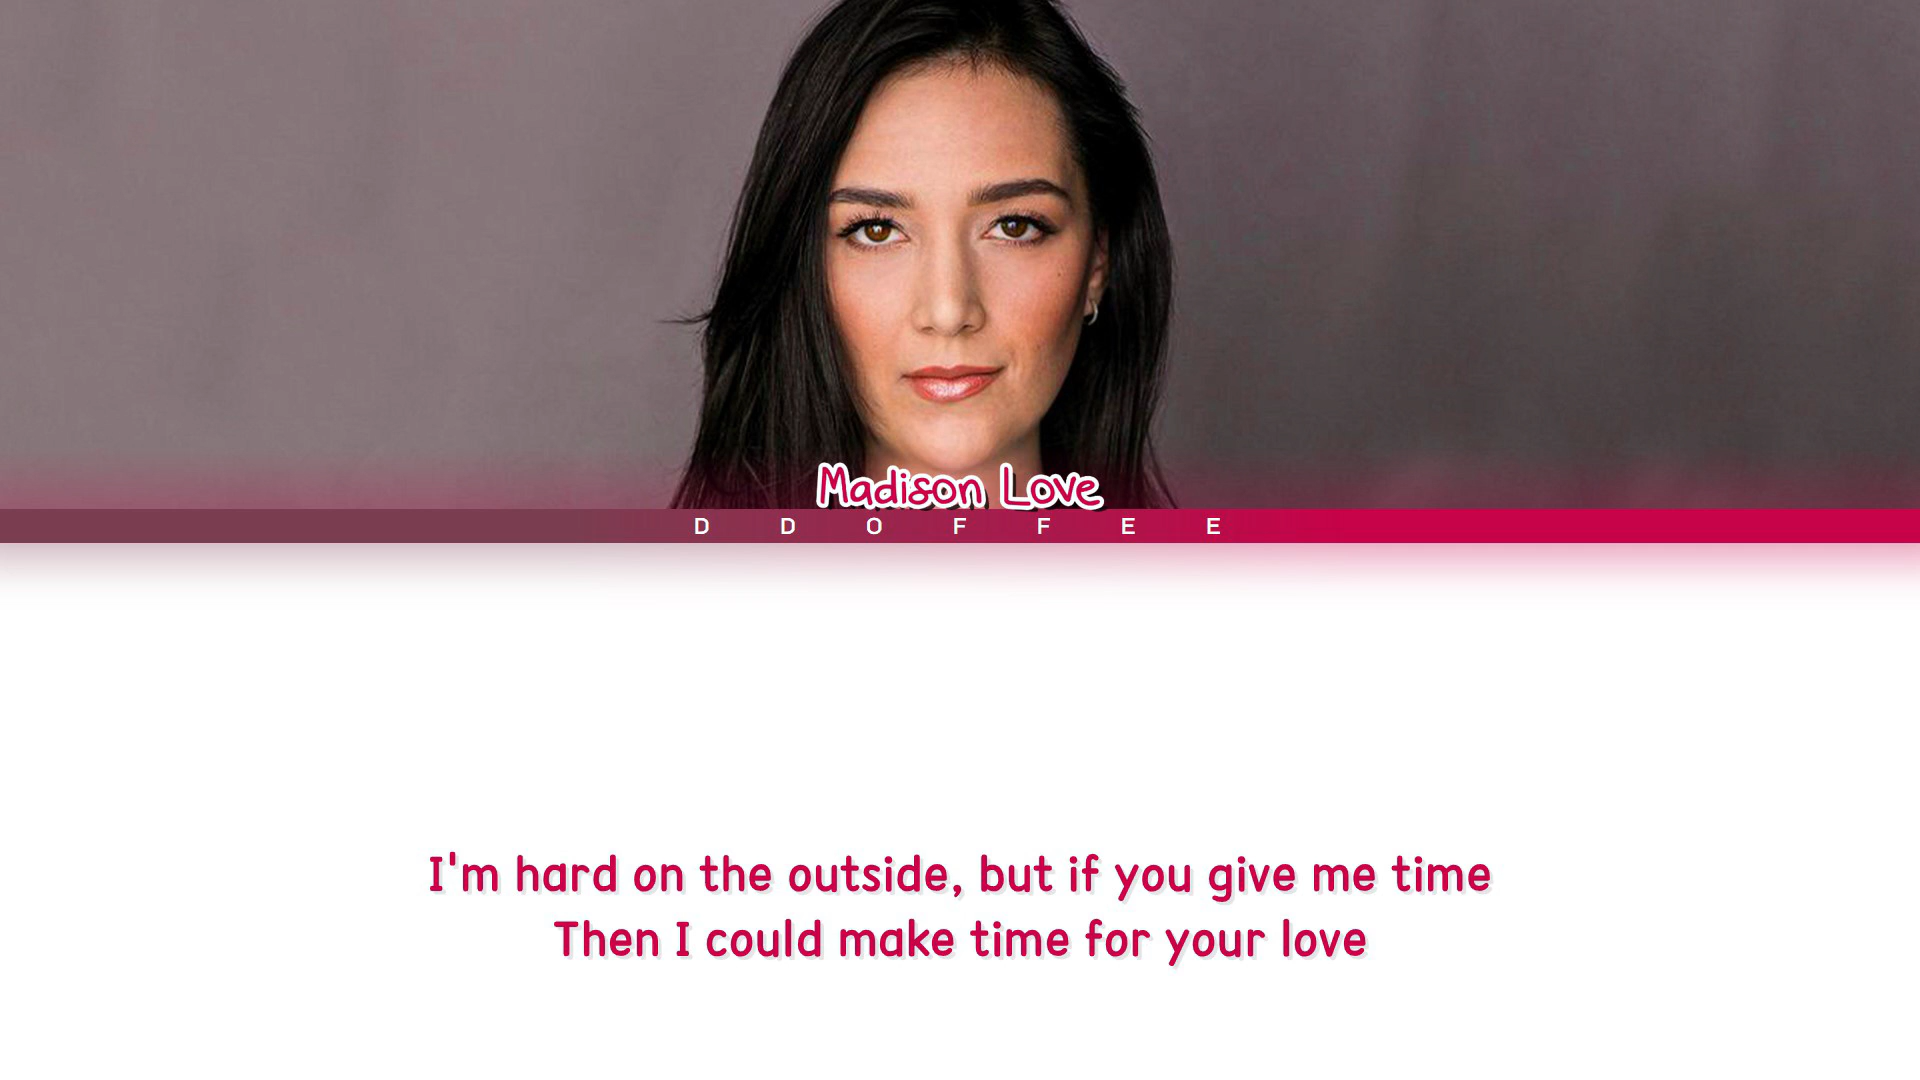 Madison Love
D D O F F E E
I'm hard on the outside, but if you give me time
Then I could make time for your love